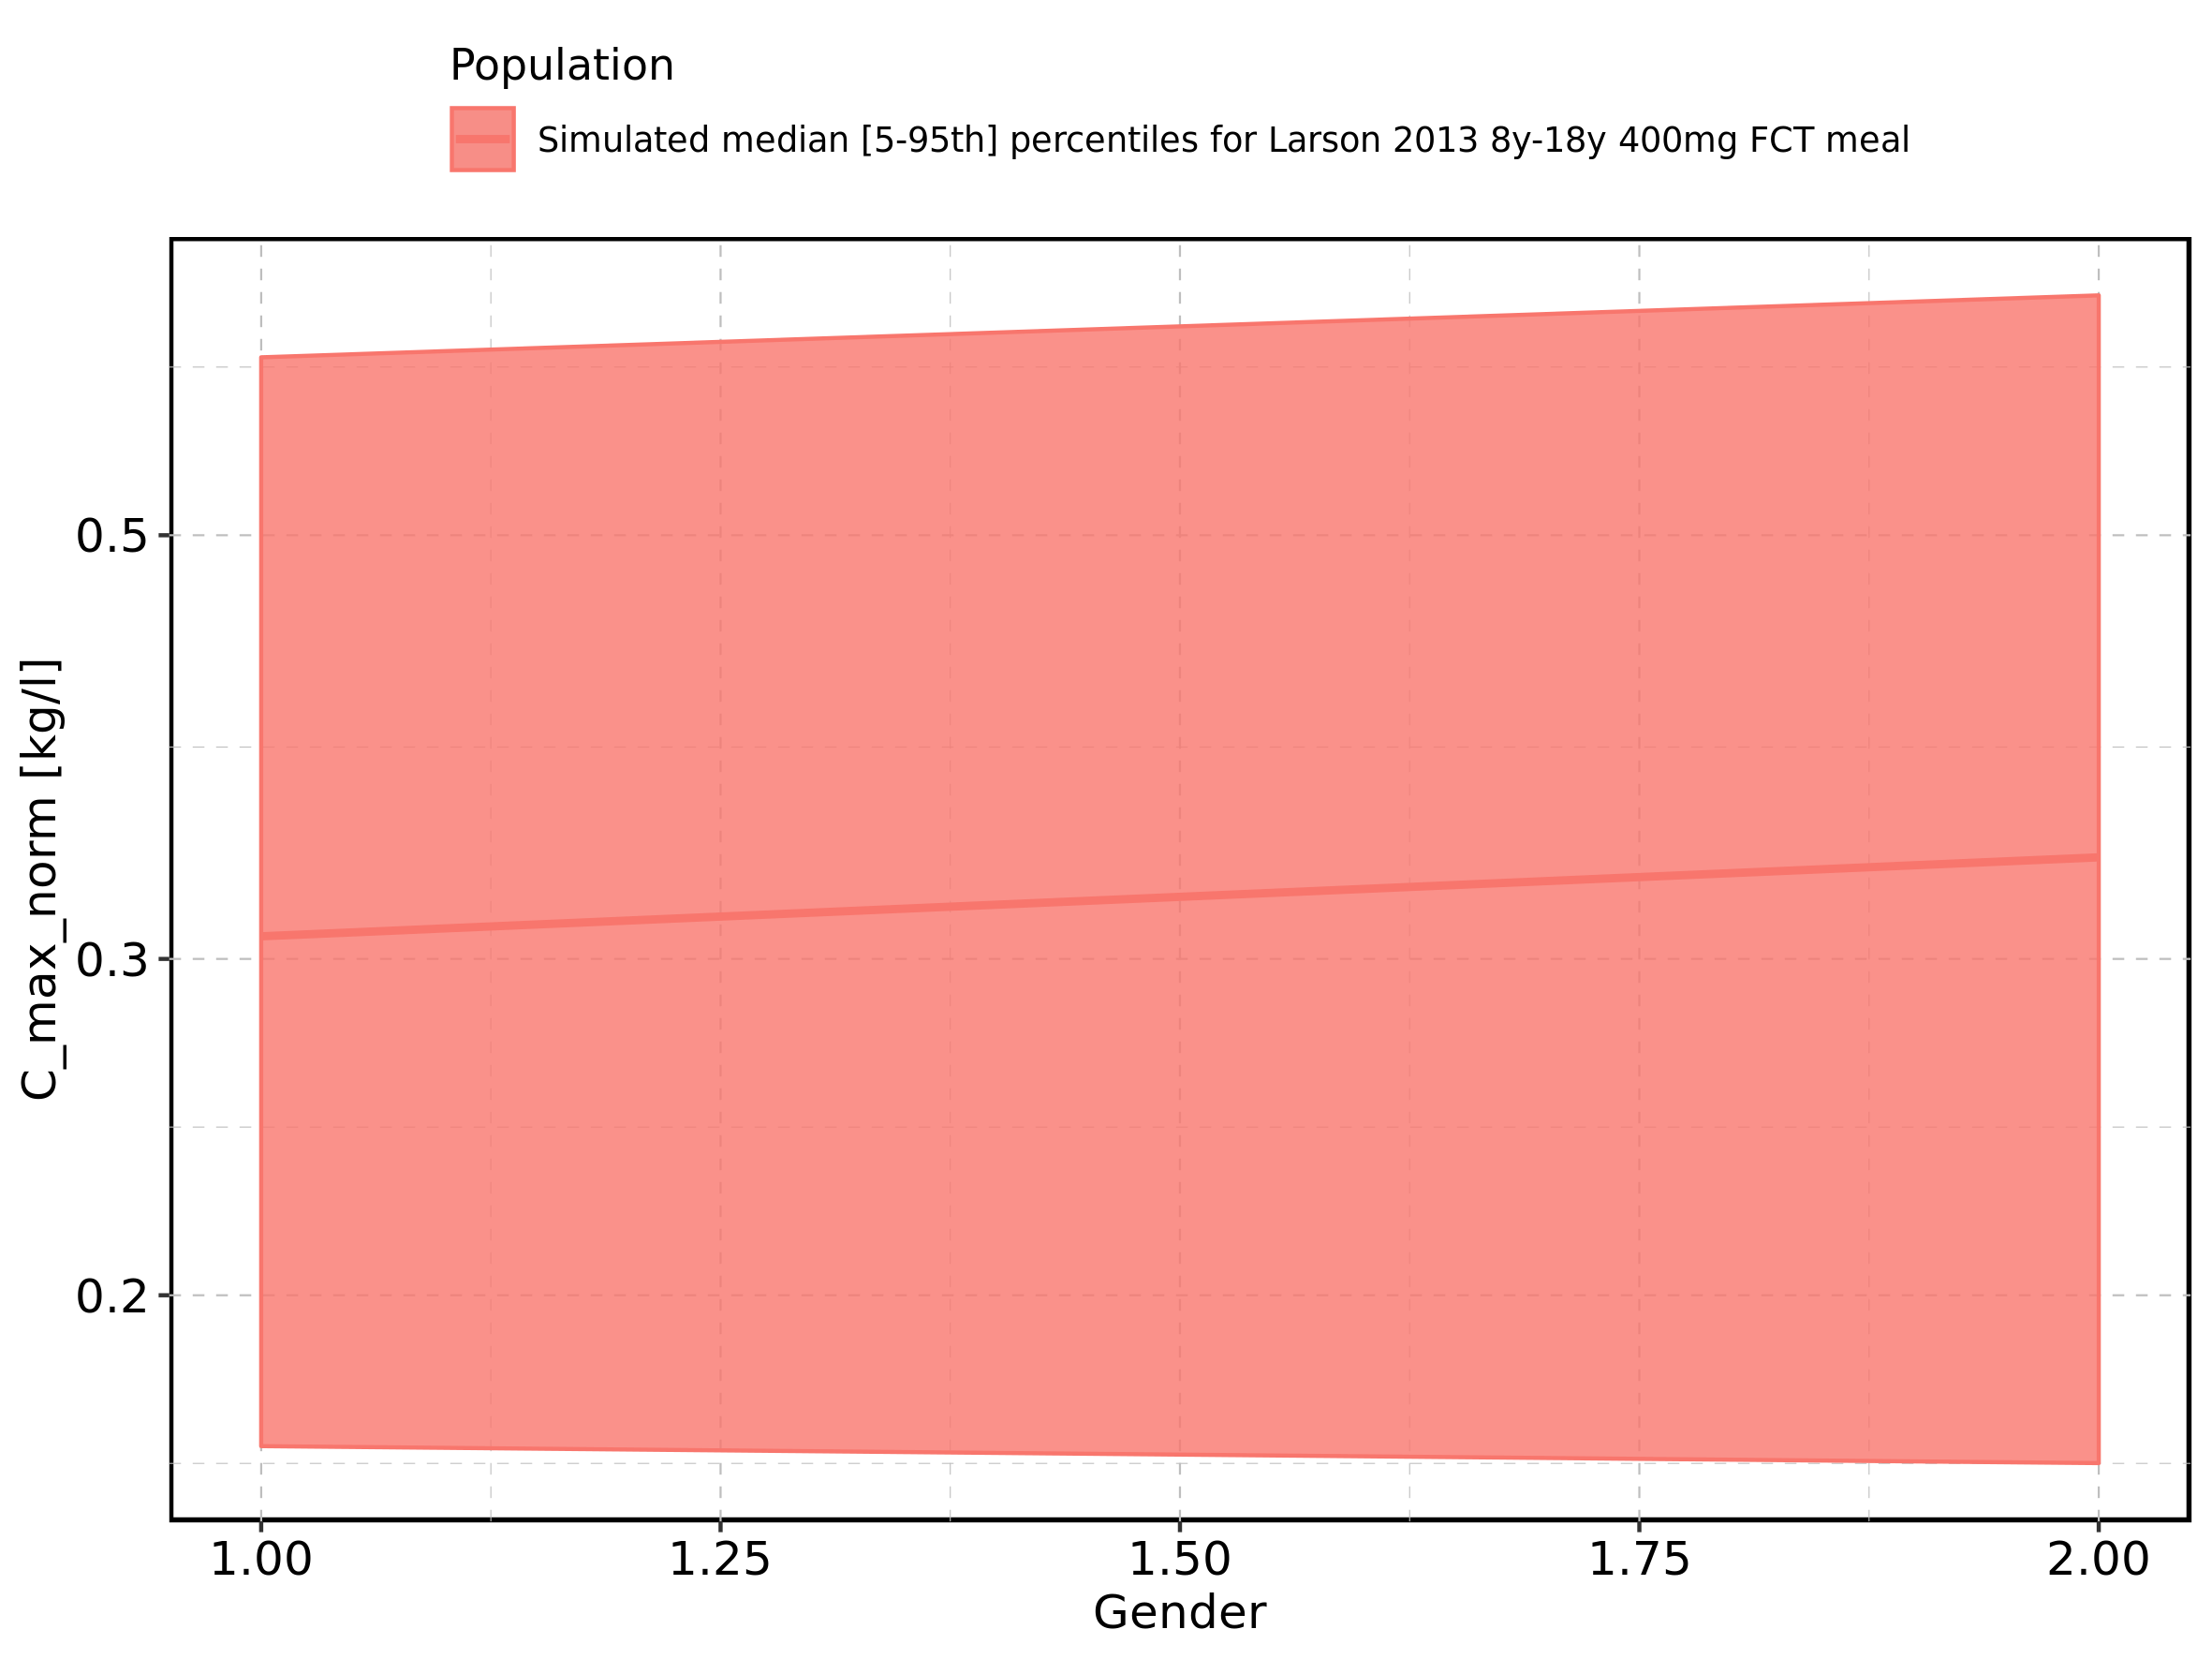 Population
Simulated median [5-95th] percentiles for Larson 2013 8y-18y 400mg FCT meal
C_max_norm [kg/l]
0.5
0.3
0.2
1.00 1.25 1.50 1.75 2.00
Gender